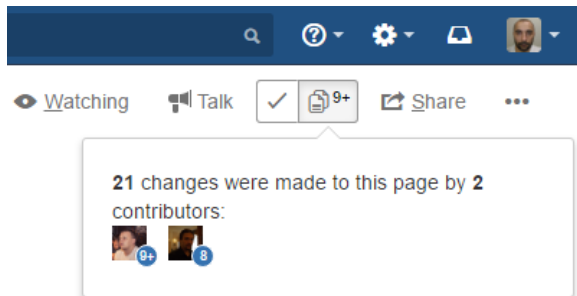 Watching Talk 9+ Share
21 changes were made to this page by 2
contributors:
9+ 8